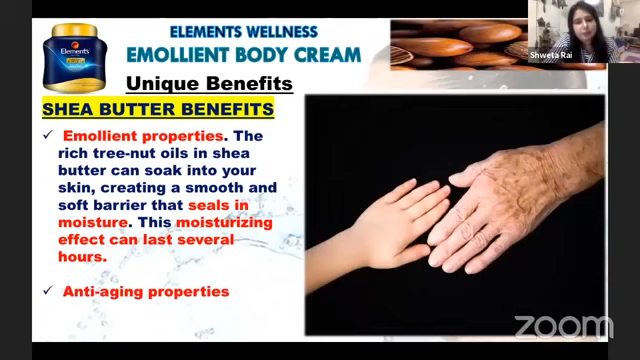 Elements
ELEMENTS WELLNESS
EMOLLIENT BODY CREAM
Unique Benefits
SHEA BUTTER BENEFITS
✓ Emollient properties. The
rich tree-nut oils in shea
butter can soak into your
skin, creating a smooth and
soft barrier that seals in
moisture. This moisturizing
effect can last several
hours.
✓ Anti-aging properties
Shweta Rai
zoom